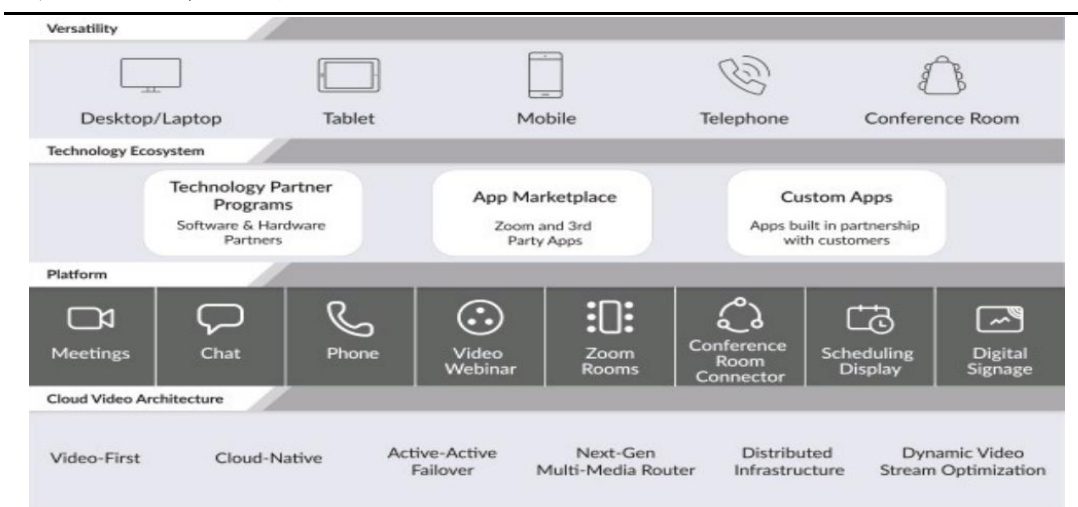 Versatility
Desktop/Laptop
Tablet
Mobile
Telephone
Conference Room
Technology Ecosystem
Technology Partner
Programs
Software & Hardware
Partners
App Marketplace
Zoom and 3rd
Party Apps
Custom Apps
Apps built in partnership
with customers
Platform
Meetings
Chat
Phone
Video
Webinar
Zoom
Rooms
Conference
Room
Connector
Scheduling
Display
Digital
Signage
Cloud Video Architecture
Video-First
Cloud-Native
Active-Active
Failover
Next-Gen
Multi-Media Router
Distributed
Infrastructure
Dynamic Video
Stream Optimization